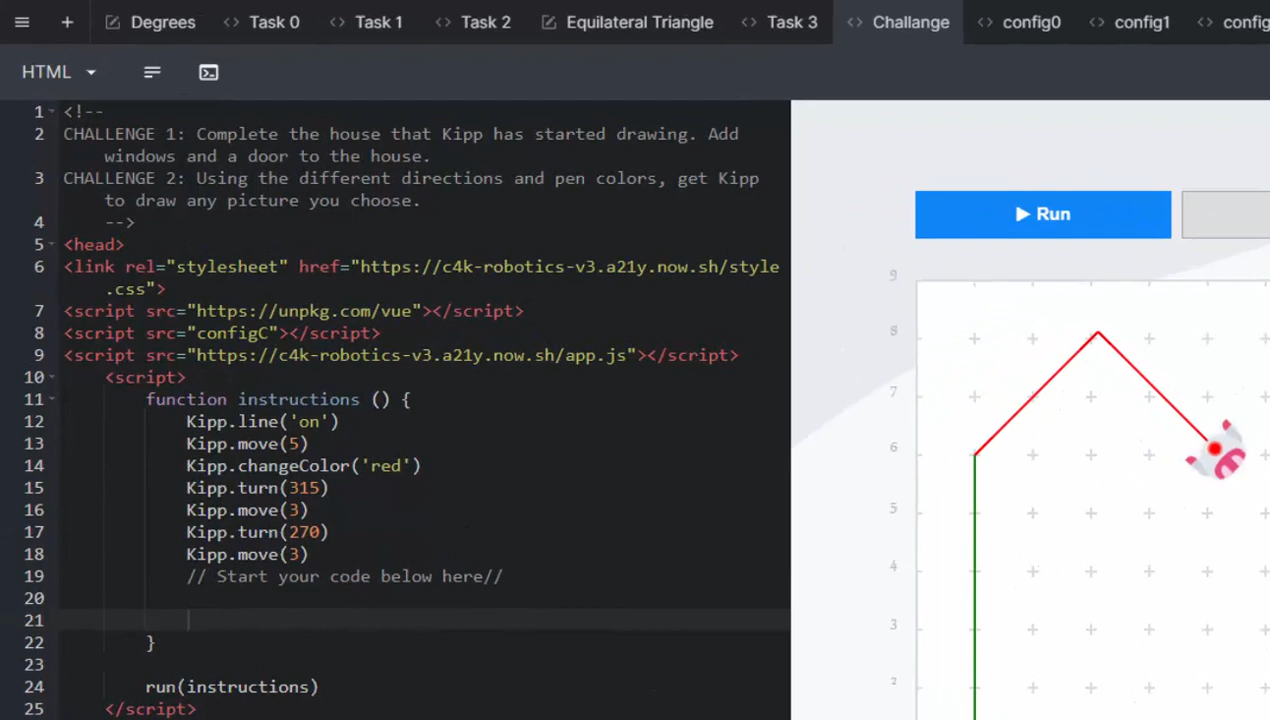 Degrees
Task 0
Task 1
Task 2
Equilateral Triangle
Task 3
Challange
config0
config1
config
HTML
1 <!--
2 CHALLENGE 1: Complete the house that Kipp has started drawing. Add
windows and a door to the house.
3 CHALLENGE 2: Using the different directions and pen colors, get Kipp
to draw any picture you choose.
4 -->
5 <head>
6 <link rel="stylesheet" href="https://c4k-robotics-v3.a21y.now.sh/style
.css">
7 <script src="https://unpkg.com/vue"></script>
8 <script src="configC"></script>
9 <script src="https://c4k-robotics-v3.a21y.now.sh/app.js"></script>
10 <script>
11 function instructions () {
12 Kipp.line('on')
13 Kipp.move(5)
14 Kipp.changeColor('red')
15 Kipp.turn(315)
16 Kipp.move(3)
17 Kipp.turn(270)
18 Kipp.move(3)
19 // Start your code below here//
20
21
22 }
23
24 run(instructions)
25 </script>
Run
9
8
7
6
5
4
3
2